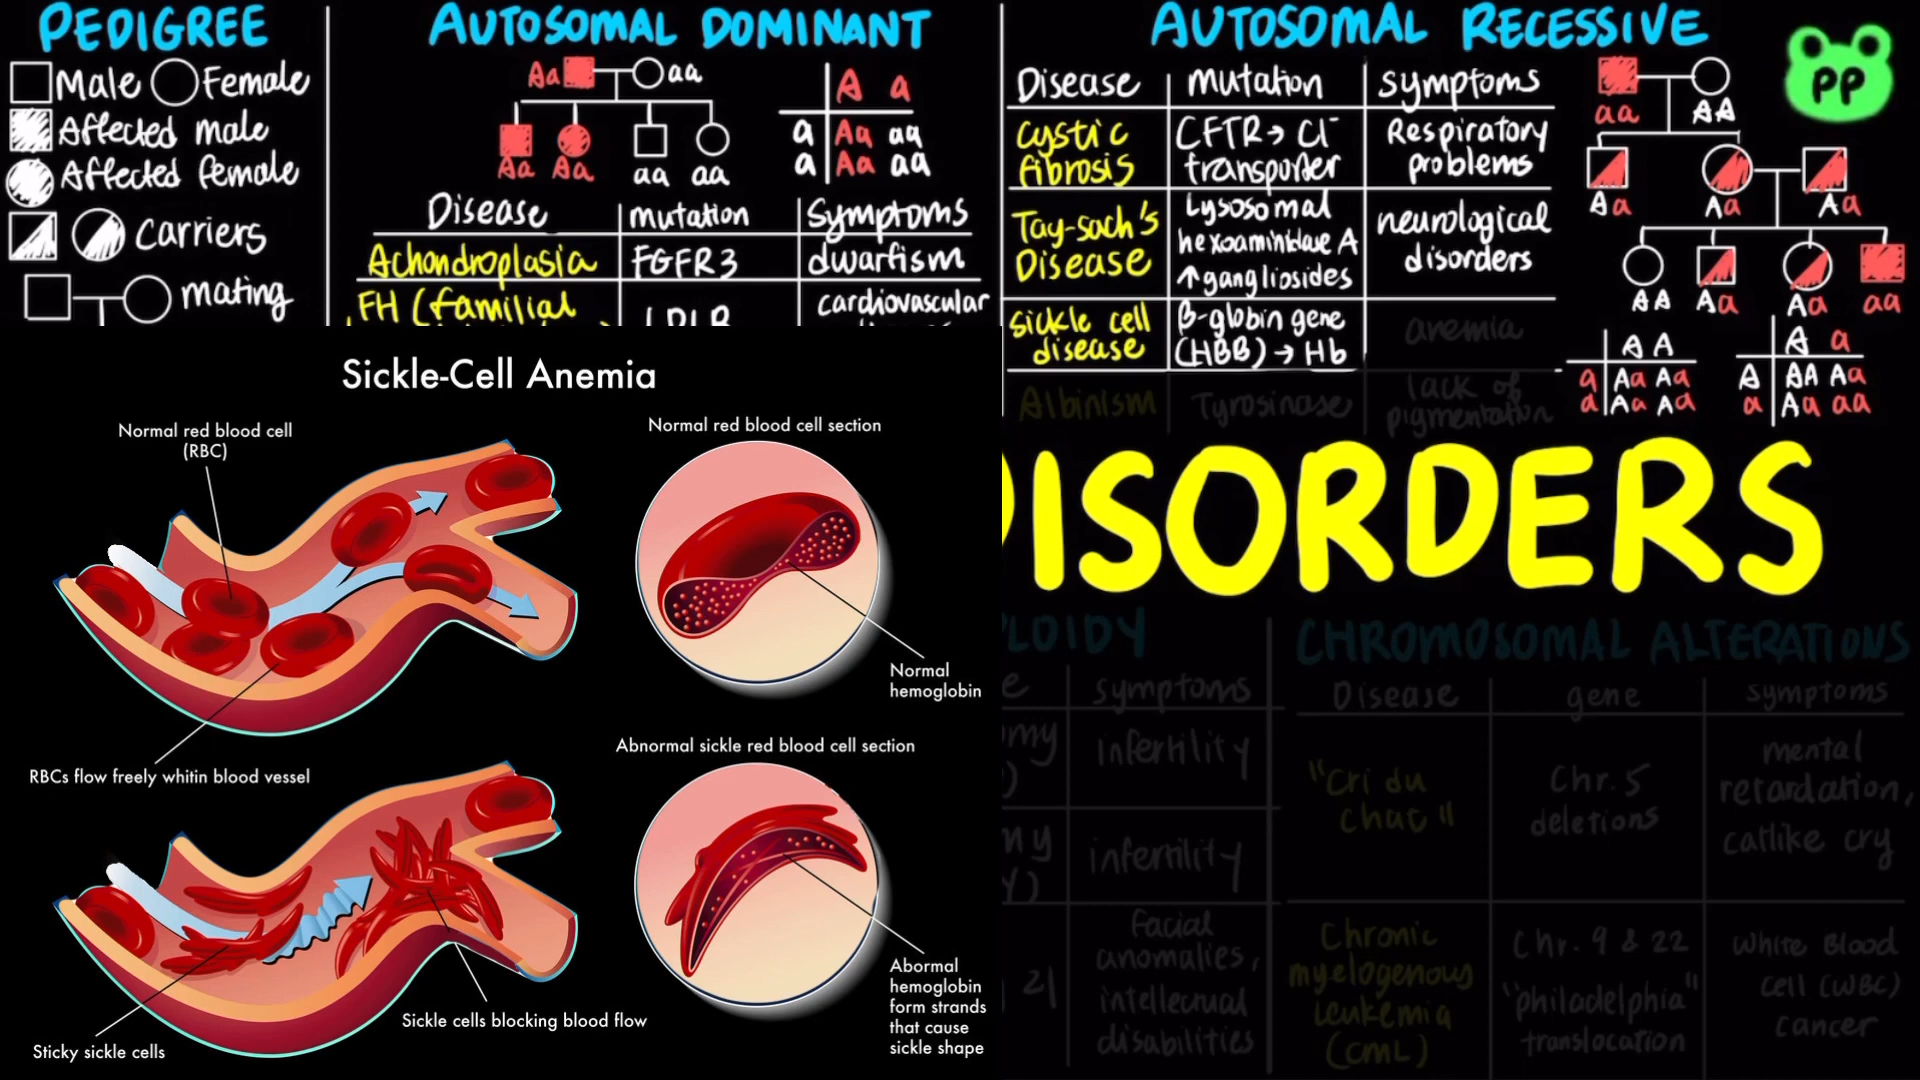 PEDIGREE
Male Female
Affected male
Affected female
Carriers
mating
AUTOSOMAL DOMINANT
Aa aa
Aa Aa aa aa
A a
a Aa aa
a Aa aa
Disease mutation Symptoms
Achondroplasia FGFR3 dwarfism
FH (familial LDLR cardiovascular
AUTOSOMAL RECESSIVE
Disease mutation symptoms
Cystic fibrosis
CFTR → Cl⁻ transporter
Respiratory problems
Tay-sach's Disease
Lysosomal
hexoaminidase A
↑gangliosides
neurological disorders
sickle cell disease
β-globin gene
(HBB) → Hb
anemia
Albinism Tyrosinase lack of pigmentation
PP
aa AA
Aa Aa Aa
AA Aa Aa aa
A A
a Aa Aa
a Aa Aa
A a
A AA Aa
a Aa aa
Sickle-Cell Anemia
Normal red blood cell
(RBC)
RBCs flow freely whitin blood vessel
Normal red blood cell section
Normal
hemoglobin
Abnormal sickle red blood cell section
Abormal
hemoglobin
form strands
that cause
sickle shape
Sickle cells blocking blood flow
Sticky sickle cells
DISORDERS
PLOIDY
symptoms
infertility
infertility
21
Facial
anomalies,
intellectual
disabilities
CHROMOSOMAL ALTERATIONS
Disease gene symptoms
"Cri du
chat"
Chr. 5
deletions
mental
retardation,
catlike cry
Chronic
myelogenous
Leukemia
(CML)
Chr. 9 & 22
"philadelphia"
translocation
White Blood
cell (WBC)
cancer